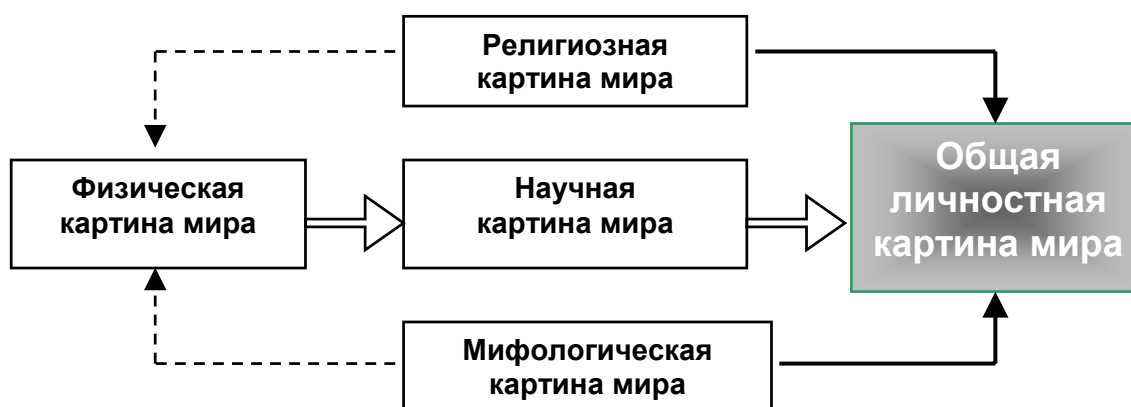 Религиозная
картина мира
Физическая
картина мира
Научная
картина мира
Общая
личностная
картина мира
Мифологическая
картина мира